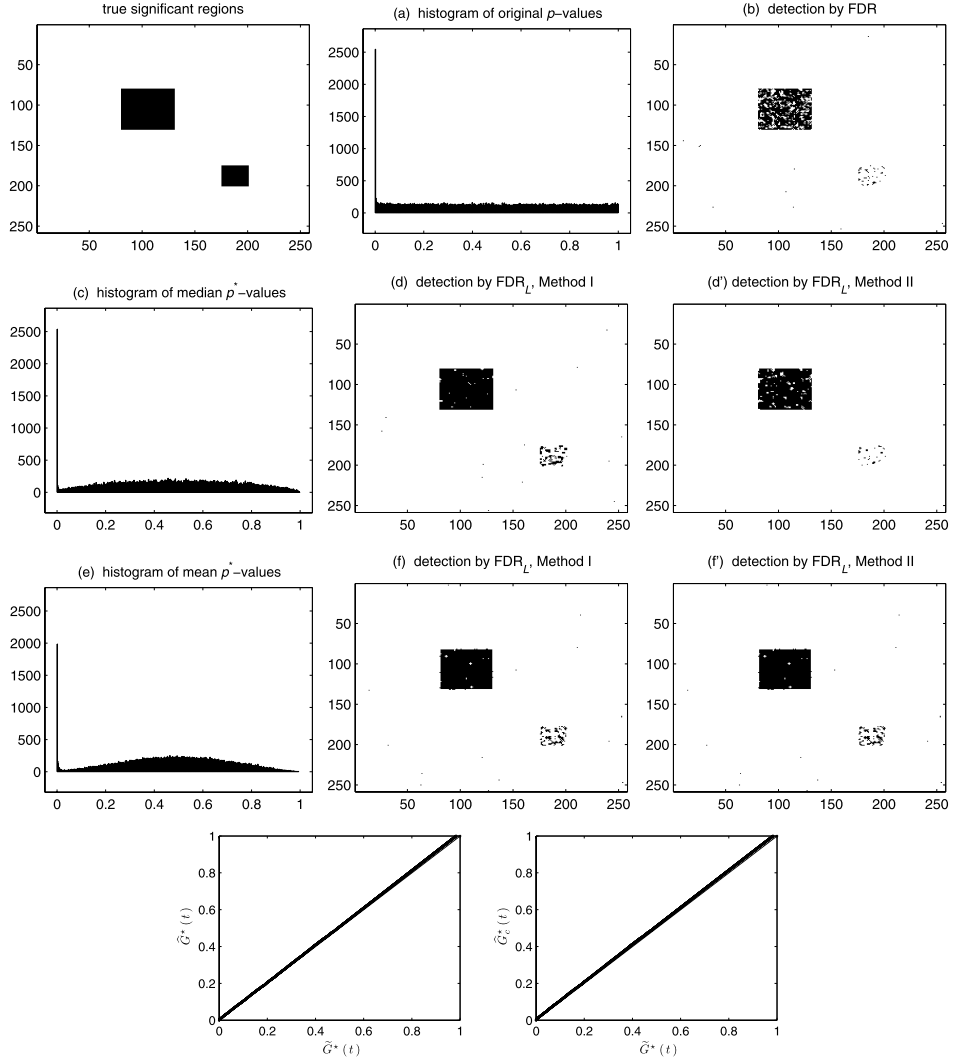 true significant regions
50
100
150
200
250
50 100 150 200 250
(a) histogram of original p−values
2500
2000
1500
1000
500
0
0 0.2 0.4 0.6 0.8 1
(b) detection by FDR
50
100
150
200
250
50 100 150 200 250
(c) histogram of median p*−values
2500
2000
1500
1000
500
0
0 0.2 0.4 0.6 0.8 1
(d) detection by FDR_L, Method I
50
100
150
200
250
50 100 150 200 250
(d') detection by FDR_L, Method II
50
100
150
200
250
50 100 150 200 250
(e) histogram of mean p*−values
2500
2000
1500
1000
500
0
0 0.2 0.4 0.6 0.8 1
(f) detection by FDR_L, Method I
50
100
150
200
250
50 100 150 200 250
(f') detection by FDR_L, Method II
50
100
150
200
250
50 100 150 200 250
1
0.8
0.6
0.4
0.2
0
Ĝ*(t)
0 0.2 0.4 0.6 0.8 1
G̃*(t)
1
0.8
0.6
0.4
0.2
0
Ĝ*_c(t)
0 0.2 0.4 0.6 0.8 1
G̃*(t)